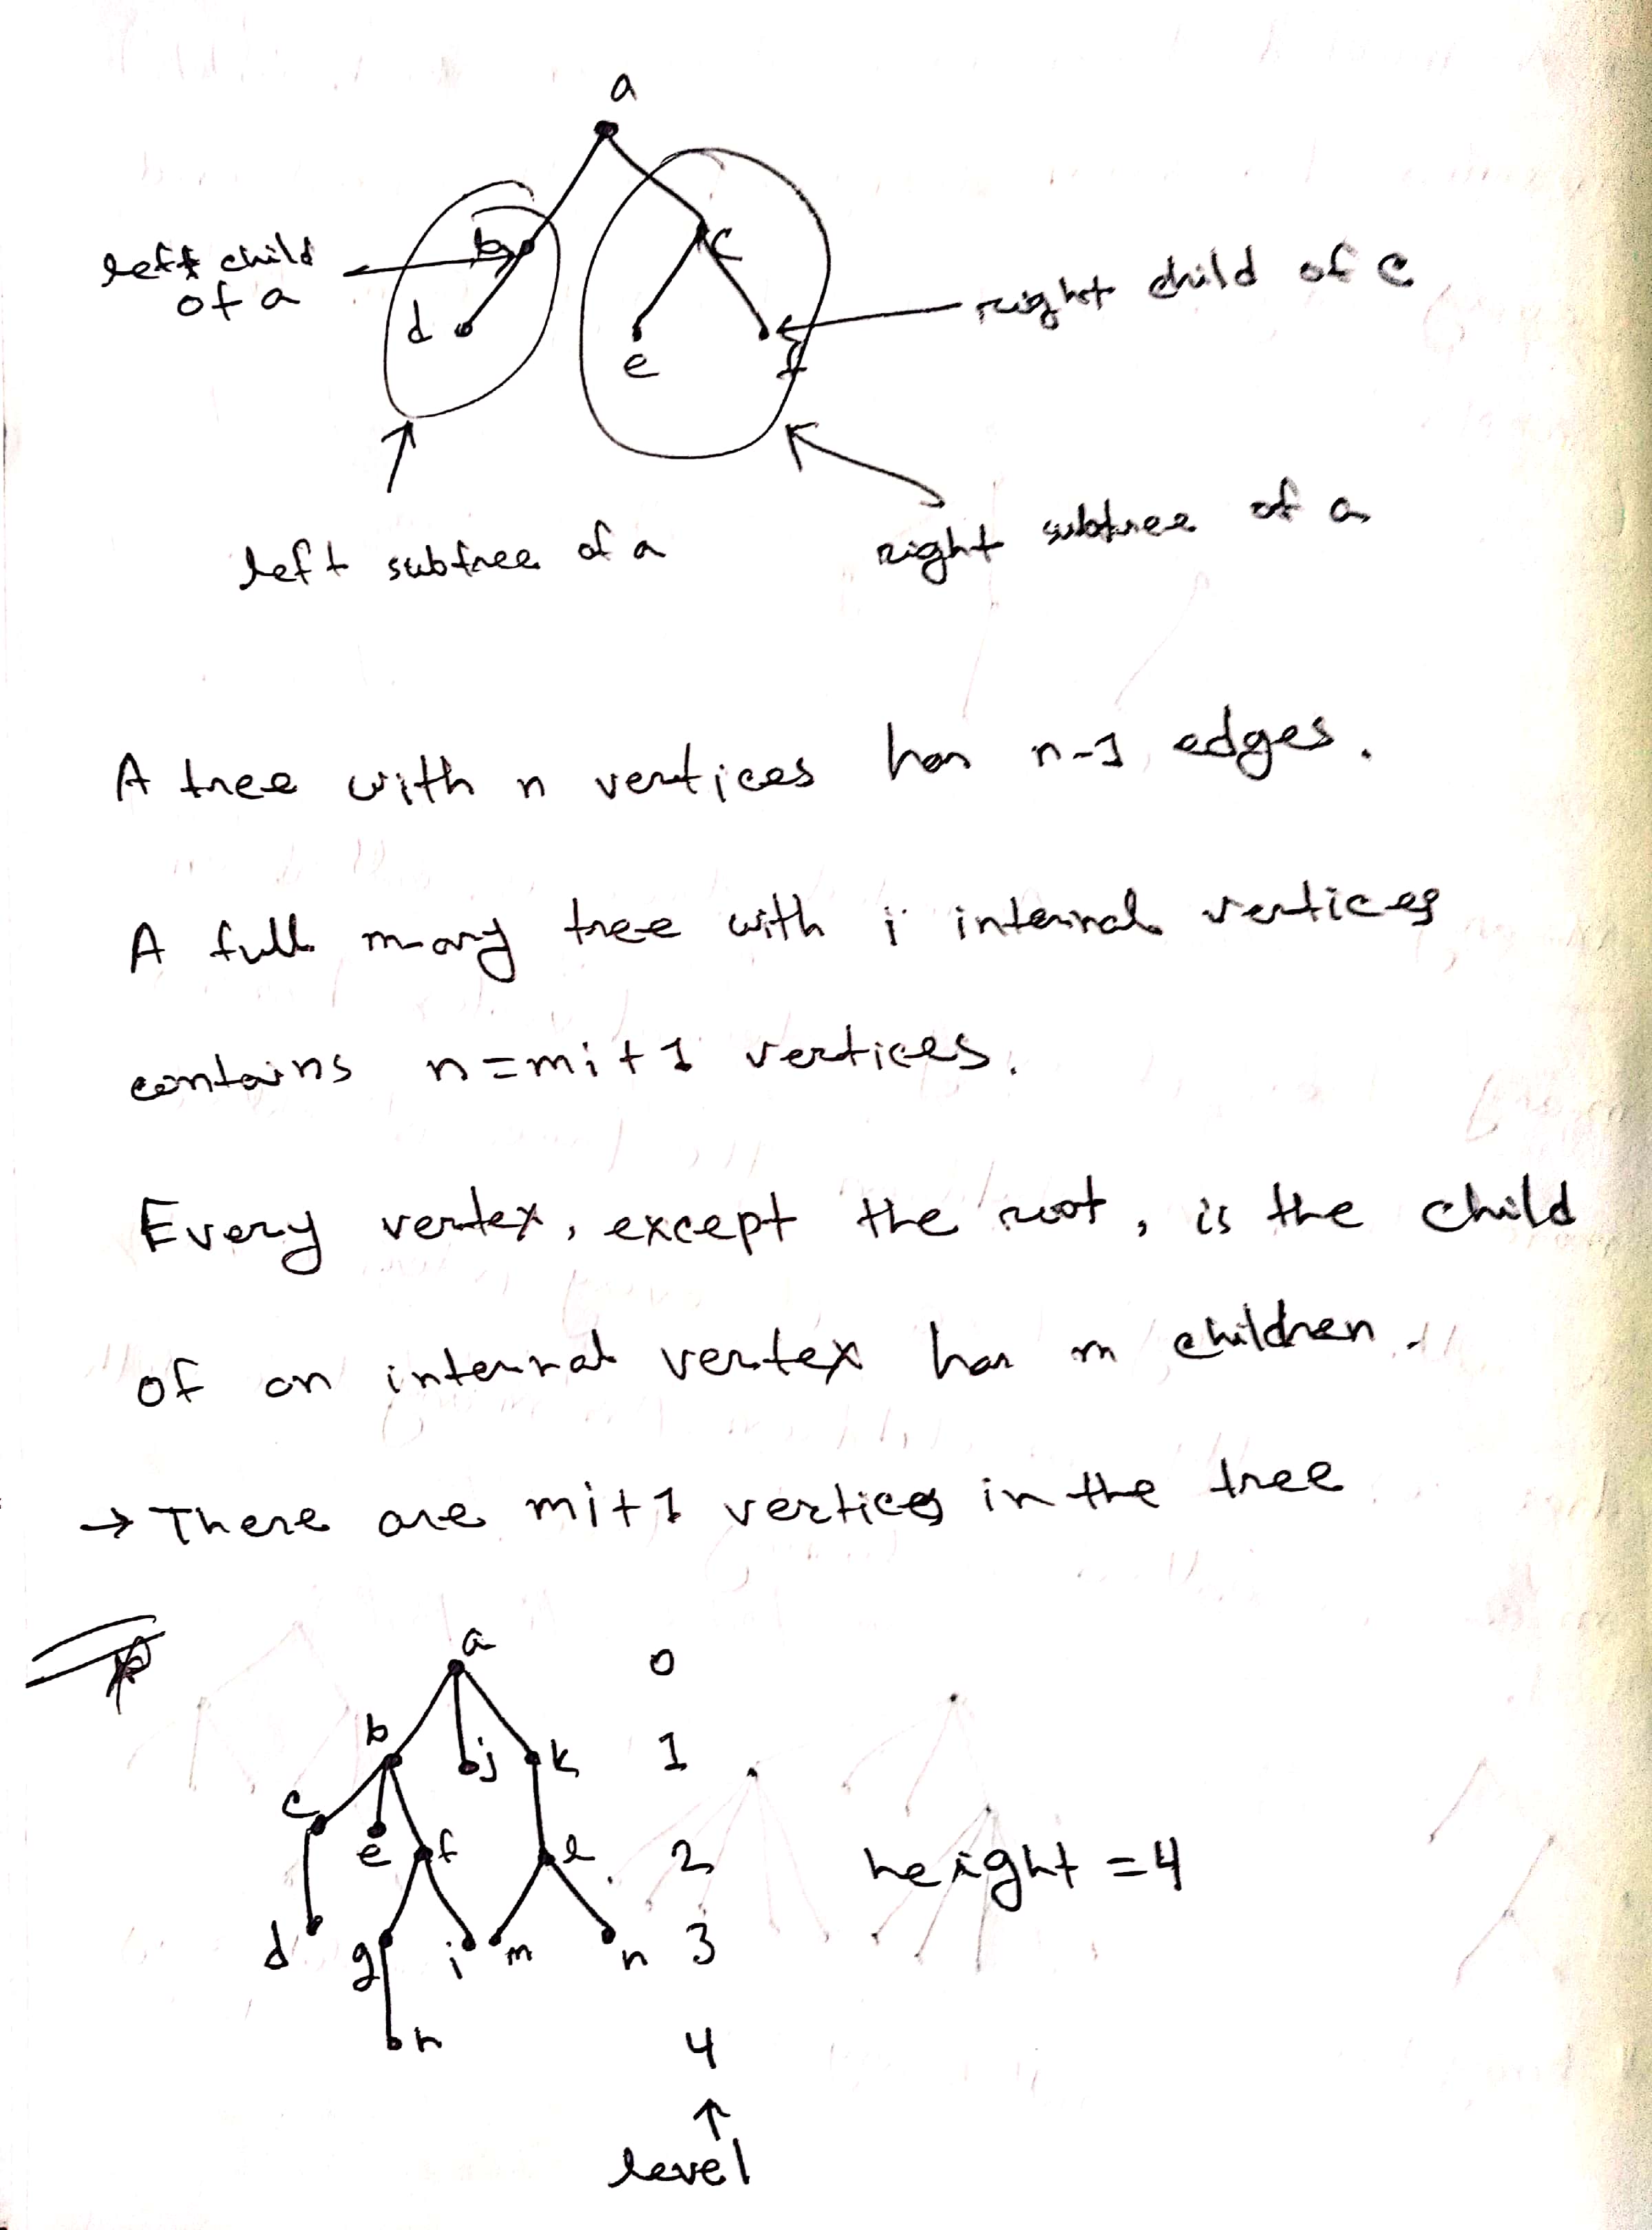 a
b
c
left child
of a
d
e
f
right child of c
left subtree of a
right subtree of a
A tree with n vertices has n-1 edges.
A full m-ary tree with i internal vertices
contains n=mi+1 vertices.
Every vertex, except the root, is the child
of an internal vertex has m children.
→ There are mi+1 vertices in the tree
a 0
b j k 1
c e f l 2
height = 4
d g i m n 3
h 4
↑
level